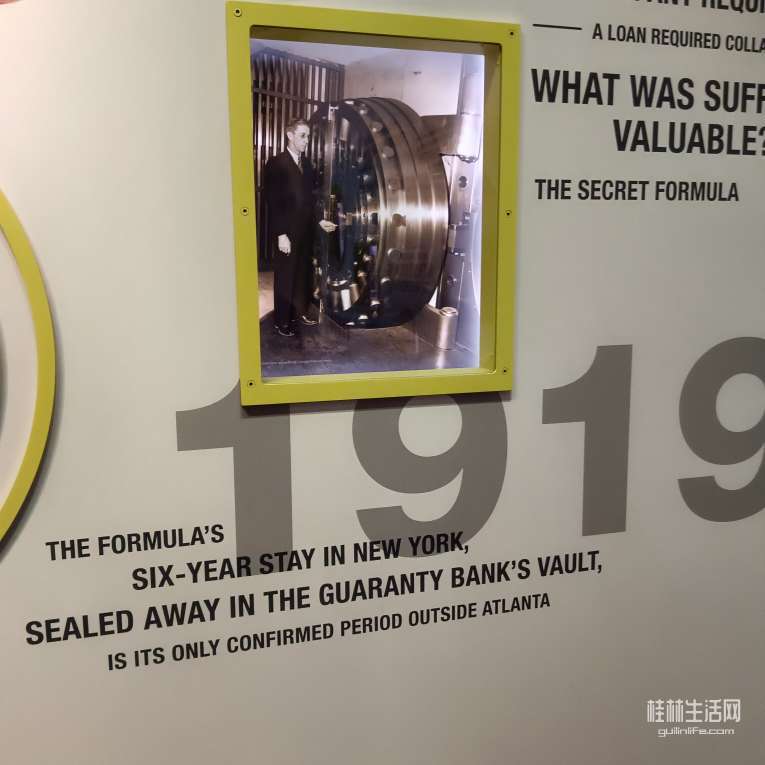 A LOAN REQUIRED
WHAT WAS
VALUABLE?
THE SECRET FORMULA
1919
THE FORMULA'S
SIX-YEAR STAY IN NEW YORK,
SEALED AWAY IN THE GUARANTY BANK'S VAULT,
IS ITS ONLY CONFIRMED PERIOD OUTSIDE ATLANTA
桂林生活网
guilinlife.com